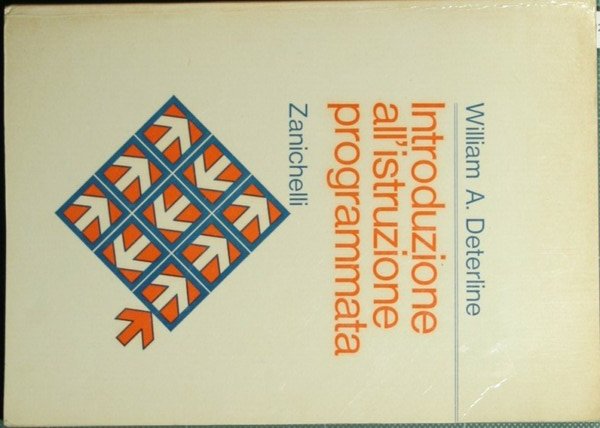 William A. Deterline
Introduzione
all'istruzione
programmata
Zanichelli